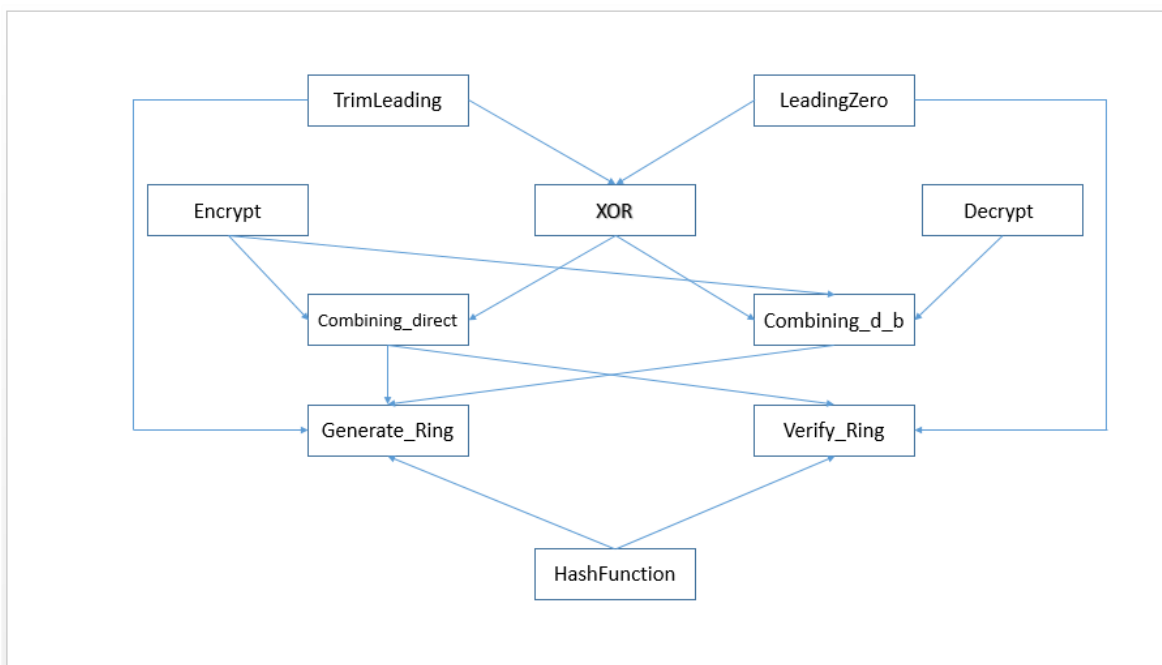 TrimLeading
LeadingZero
Encrypt
XOR
Decrypt
Combining_direct
Combining_d_b
Generate_Ring
Verify_Ring
HashFunction